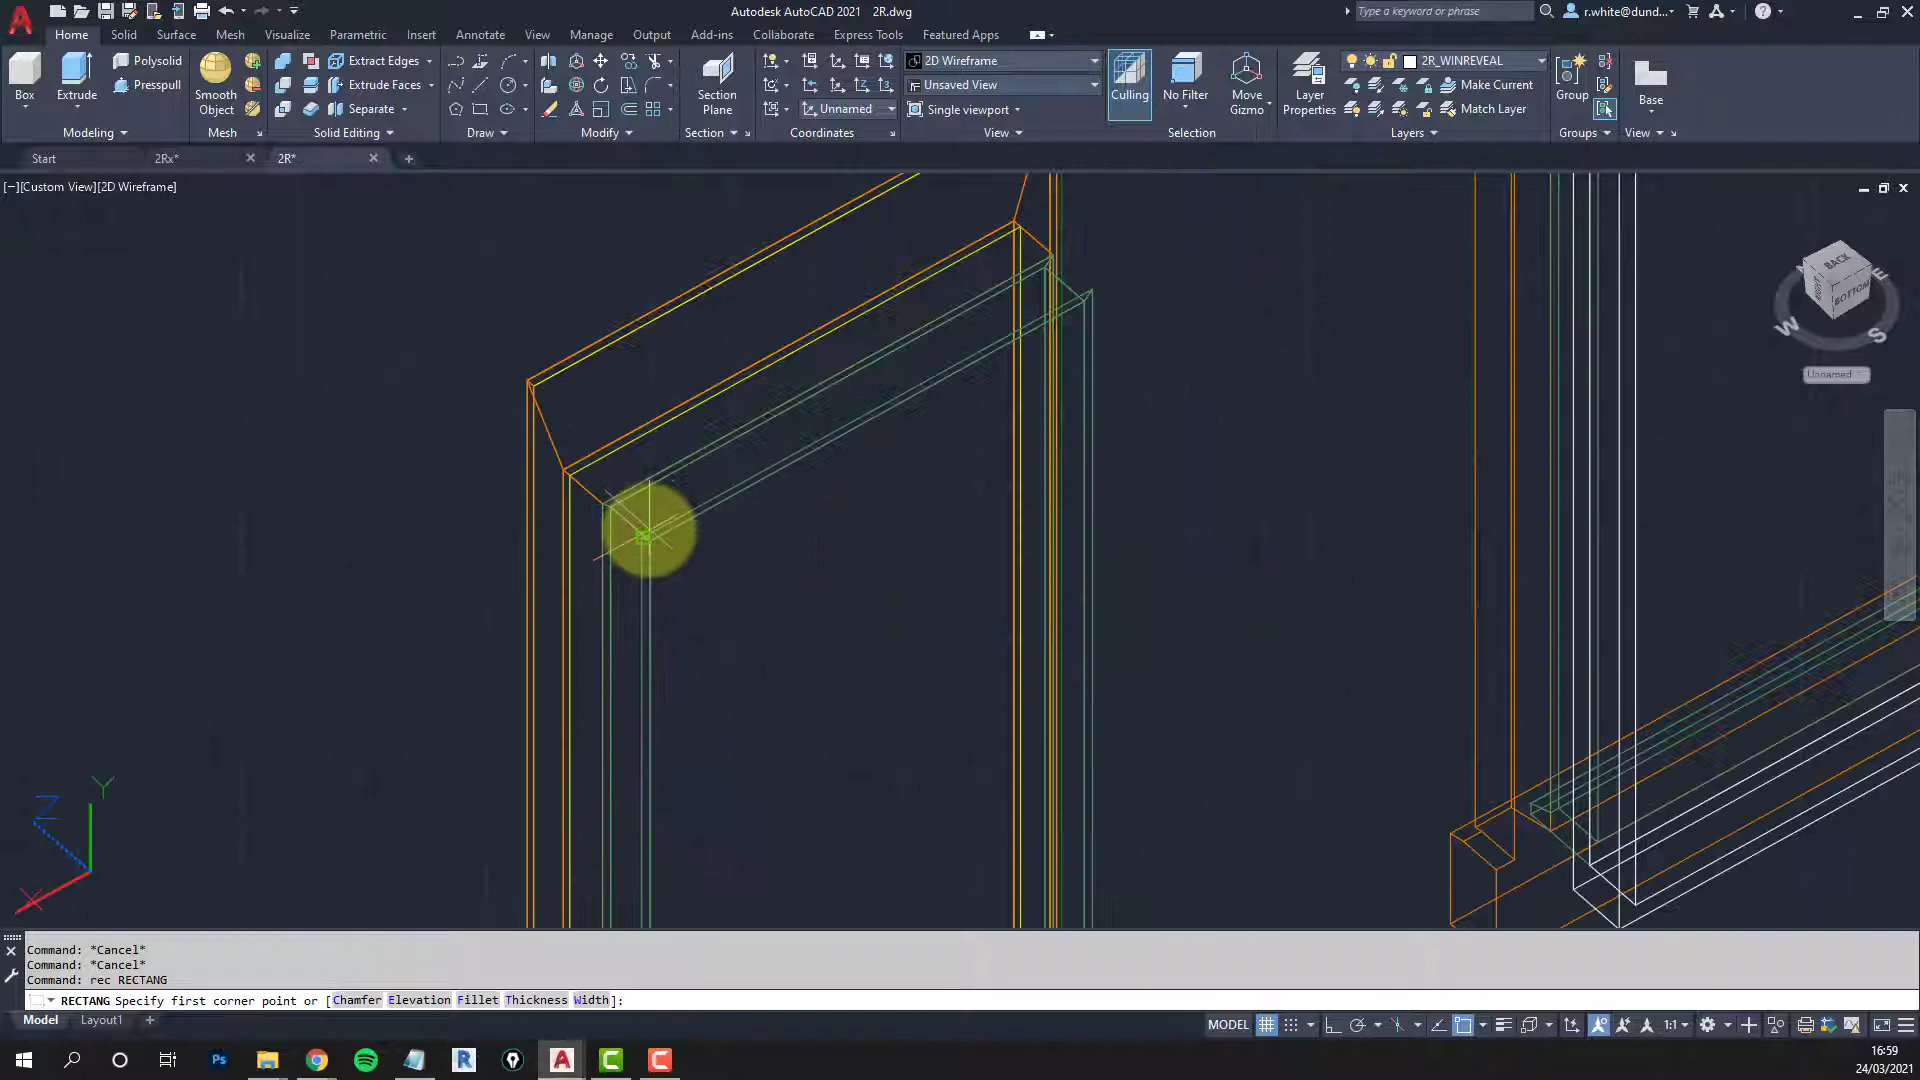 Autodesk AutoCAD 2021   2R.dwg
Type a keyword or phrase
r.white@dund...
Home Solid Surface Mesh Visualize Parametric Insert Annotate View Manage Output Add-ins Collaborate Express Tools Featured Apps
Box
Extrude
Polysolid
Presspull
Modeling
Smooth
Object
Mesh
Extract Edges
Extrude Faces
Separate
Solid Editing
Draw
Modify
Section
Plane
Section
Unnamed
Coordinates
2D Wireframe
Unsaved View
Single viewport
View
Culling
No Filter
Move
Gizmo
Selection
Layer
Properties
2R_WINREVEAL
Make Current
Match Layer
Layers
Group
Groups
Base
View
Start
2Rx*
2R*
[−][Custom View][2D Wireframe]
BACK
RIGHT
BOTTOM
E
W
S
Unnamed
Y
Z
X
Command: *Cancel*
Command: *Cancel*
Command: rec RECTANG
RECTANG Specify first corner point or [Chamfer Elevation Fillet Thickness Width]:
Model
Layout1
MODEL
1:1
16:59
24/03/2021